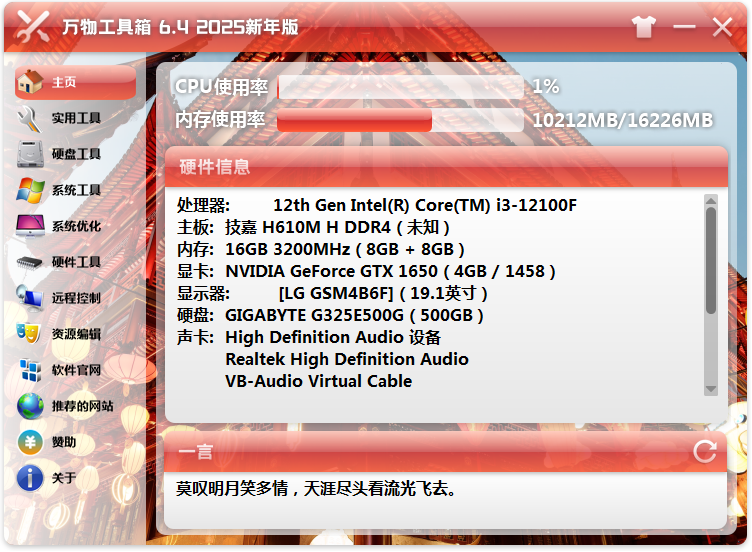 万物工具箱 6.4 2025新年版
主页
实用工具
硬盘工具
系统工具
系统优化
硬件工具
远程控制
资源编辑
软件官网
推荐的网站
赞助
关于
CPU使用率 1%
内存使用率 10212MB/16226MB
硬件信息
处理器: 12th Gen Intel(R) Core(TM) i3-12100F
主板: 技嘉 H610M H DDR4 ( 未知 )
内存: 16GB 3200MHz ( 8GB + 8GB )
显卡: NVIDIA GeForce GTX 1650 ( 4GB / 1458 )
显示器: [LG GSM4B6F] ( 19.1英寸 )
硬盘: GIGABYTE G325E500G ( 500GB )
声卡: High Definition Audio 设备
Realtek High Definition Audio
VB-Audio Virtual Cable
一言
莫叹明月笑多情，天涯尽头看流光飞去。